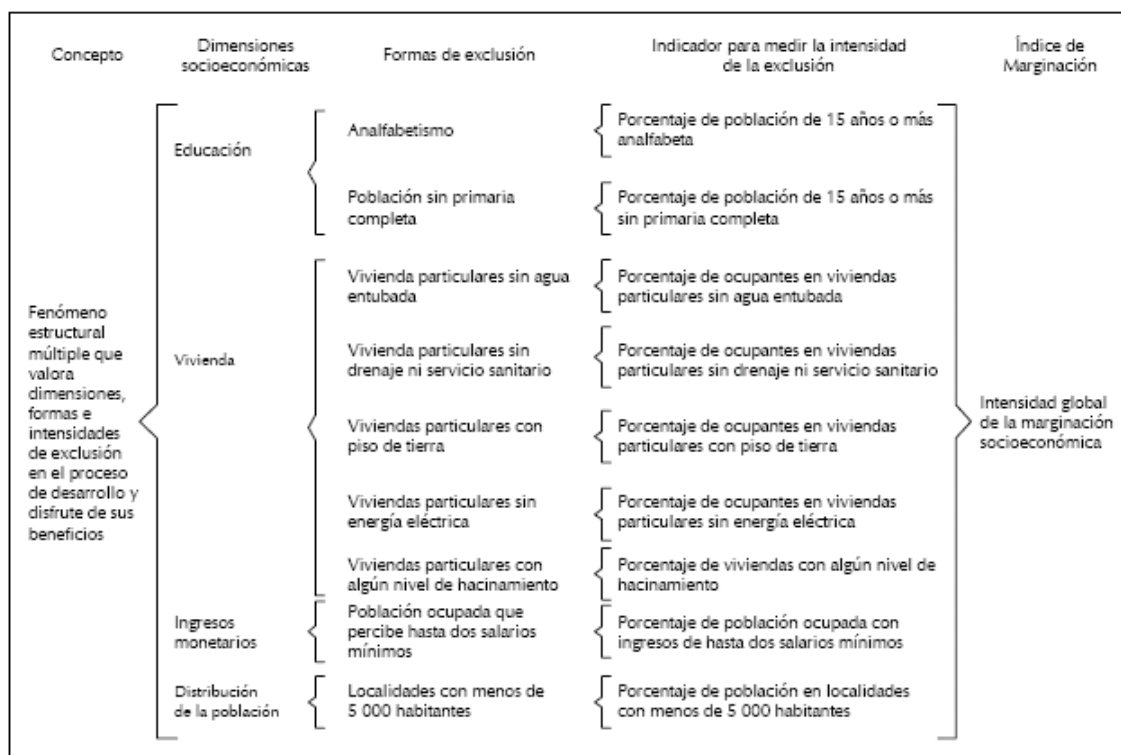 Concepto
Dimensiones
socioeconómicas
Formas de exclusión
Indicador para medir la intensidad
de la exclusión
Índice de
Marginación
Fenómeno
estructural
múltiple que
valora
dimensiones,
formas e
intensidades
de exclusión
en el proceso
de desarrollo y
disfrute de sus
beneficios
Educación
Analfabetismo
Porcentaje de población de 15 años o más
analfabeta
Población sin primaria
completa
Porcentaje de población de 15 años o más
sin primaria completa
Vivienda
Vivienda particulares sin agua
entubada
Porcentaje de ocupantes en viviendas
particulares sin agua entubada
Vivienda particulares sin
drenaje ni servicio sanitario
Porcentaje de ocupantes en viviendas
particulares sin drenaje ni servicio sanitario
Viviendas particulares con
piso de tierra
Porcentaje de ocupantes en viviendas
particulares con piso de tierra
Viviendas particulares sin
energía eléctrica
Porcentaje de ocupantes en viviendas
particulares sin energía eléctrica
Viviendas particulares con
algún nivel de hacinamiento
Porcentaje de viviendas con algún nivel de
hacinamiento
Ingresos
monetarios
Población ocupada que
percibe hasta dos salarios
mínimos
Porcentaje de población ocupada con
ingresos de hasta dos salarios mínimos
Distribución
de la población
Localidades con menos de
5 000 habitantes
Porcentaje de población en localidades
con menos de 5 000 habitantes
Intensidad global
de la marginación
socioeconómica